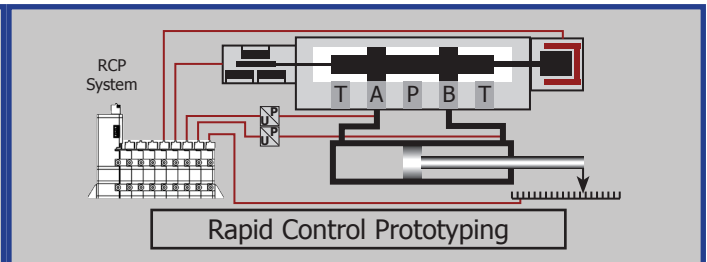 RCP
System
T A P B T
P
U
P
U
Rapid Control Prototyping